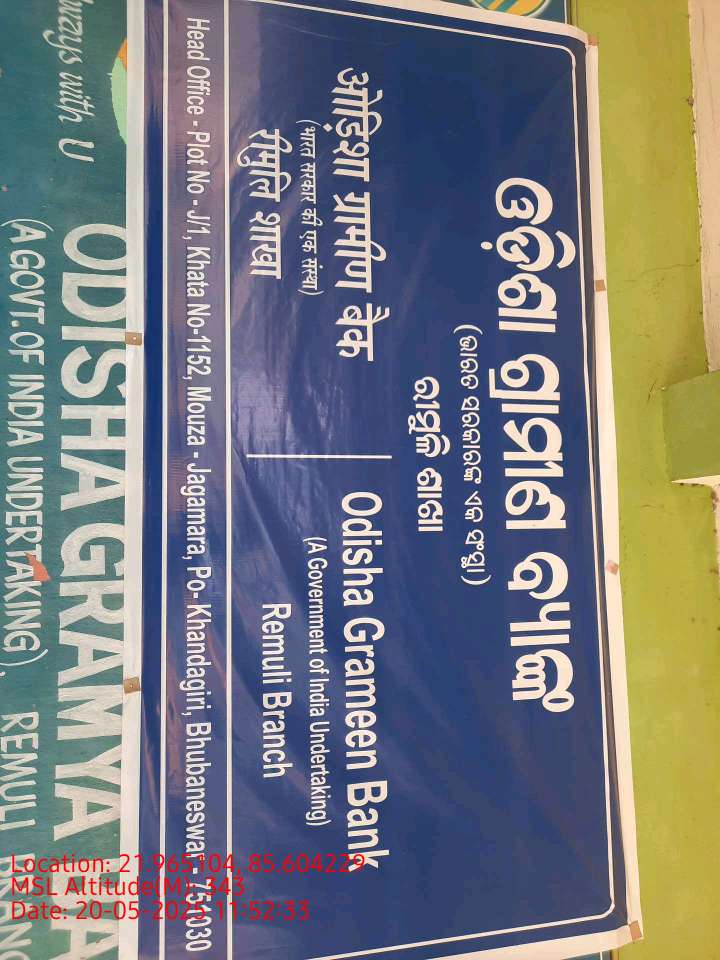 ଓଡ଼ିଶା ଗ୍ରାମୀଣ ବ୍ୟାଙ୍କ
(ଭାରତ ସରକାରଙ୍କ ଏକ ସଂସ୍ଥା)
ରୀମୁଳି ଶାଖା
ओड़िशा ग्रामीण बैंक
(भारत सरकार की एक संस्था)
रीमुलि शाखा
Odisha Grameen Bank
(A Government of India Undertaking)
Remuli Branch
Head Office - Plot No - J/1, Khata No-1152, Mouza - Jagamara, Po- Khandagiri, Bhubaneswar
Always with U
ODISHA GRAMYA
(A GOVT. OF INDIA UNDERTAKING), REMULI
Location: 21.965104, 85.604229
MSL Altitude(M): 343
Date: 20-05-2025 11:52:33